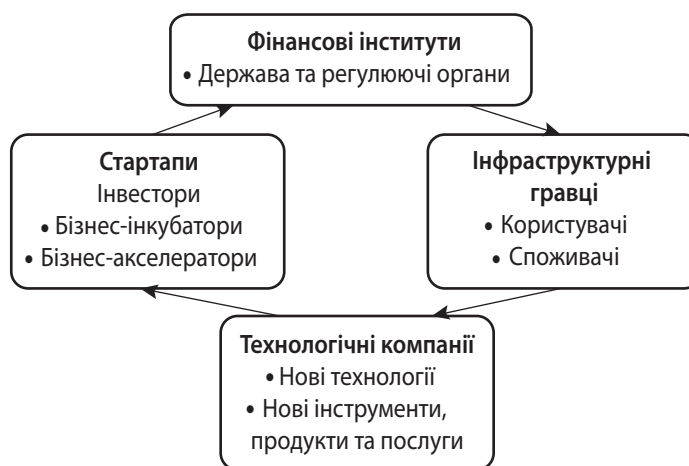 Фінансові інститути
• Держава та регулюючі органи
Стартапи
Інвестори
• Бізнес-інкубатори
• Бізнес-акселератори
Інфраструктурні
гравці
• Користувачі
• Споживачі
Технологічні компанії
• Нові технології
• Нові інструменти,
продукти та послуги